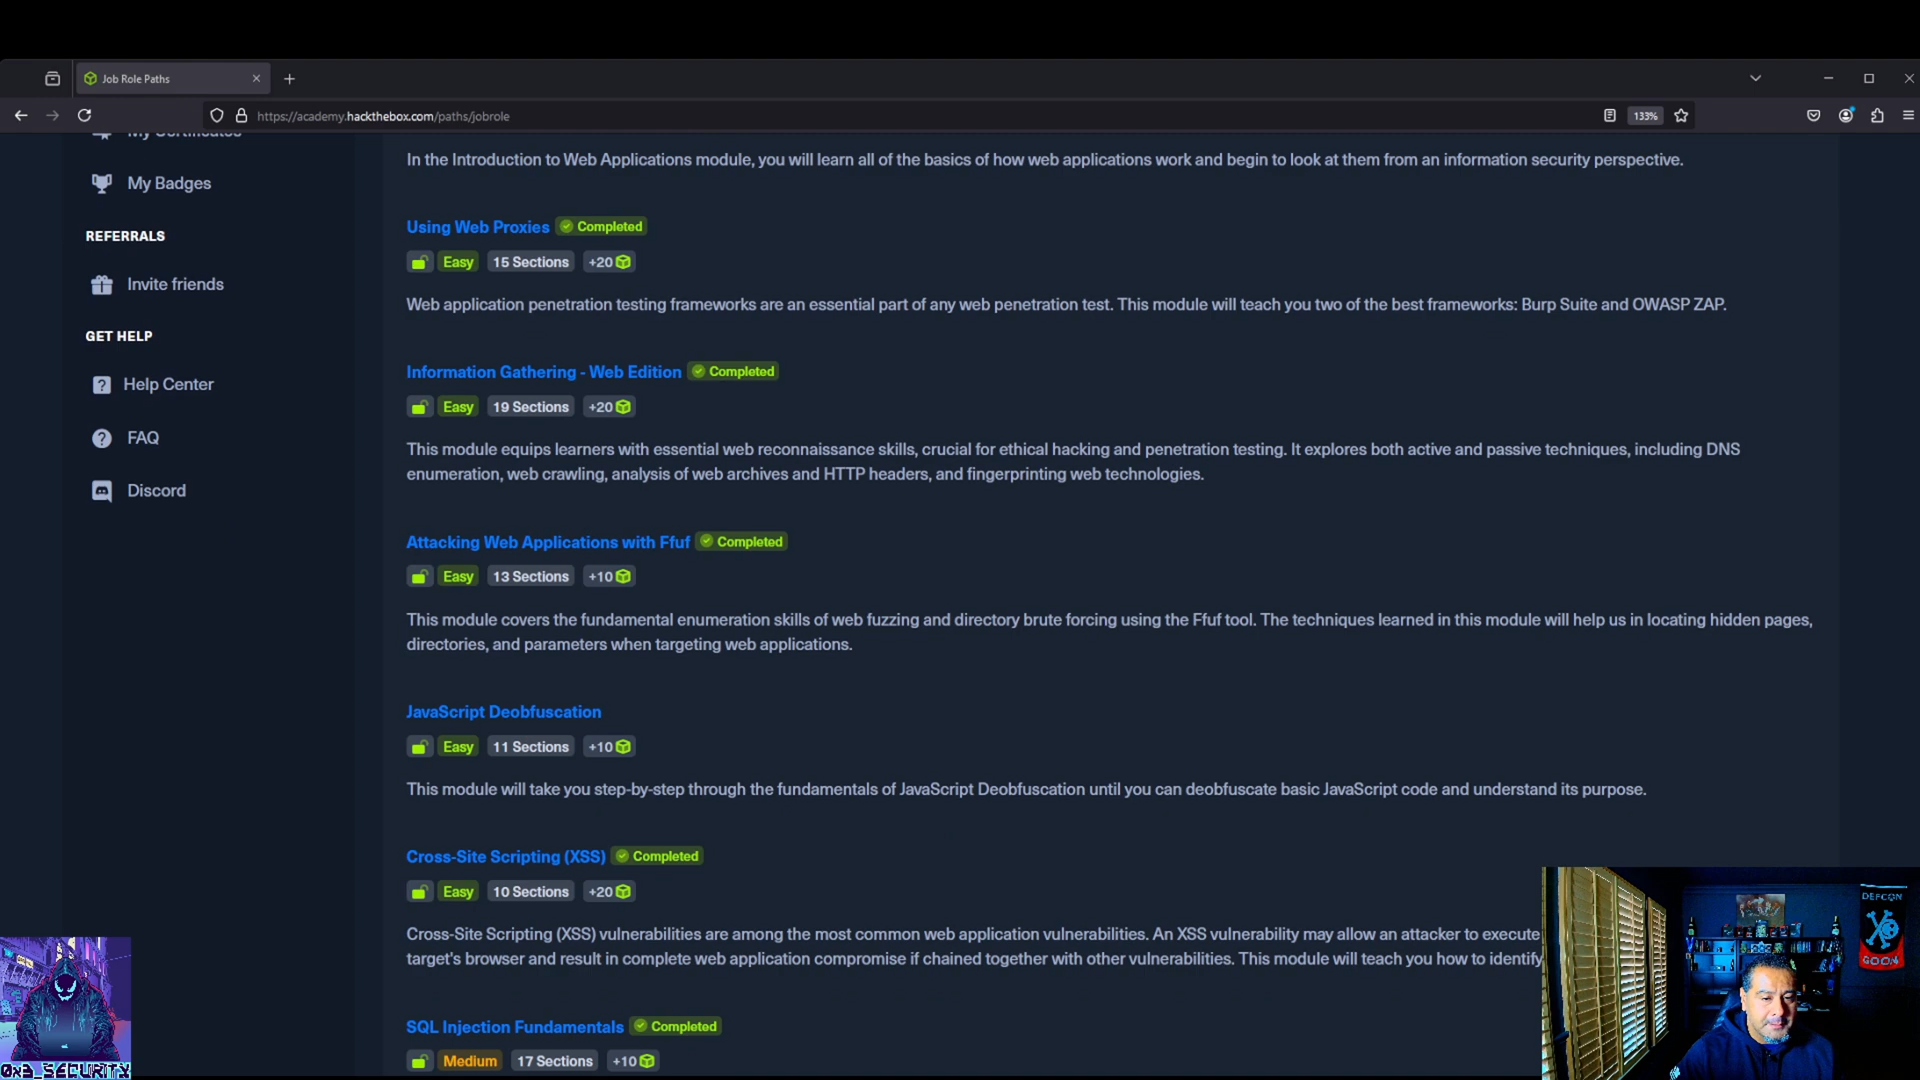 Job Role Paths
https://academy.hackthebox.com/paths/jobrole
133%
My Certificates
My Badges
REFERRALS
Invite friends
GET HELP
Help Center
FAQ
Discord
In the Introduction to Web Applications module, you will learn all of the basics of how web applications work and begin to look at them from an information security perspective.
Using Web Proxies Completed
Easy 15 Sections +20
Web application penetration testing frameworks are an essential part of any web penetration test. This module will teach you two of the best frameworks: Burp Suite and OWASP ZAP.
Information Gathering - Web Edition Completed
Easy 19 Sections +20
This module equips learners with essential web reconnaissance skills, crucial for ethical hacking and penetration testing. It explores both active and passive techniques, including DNS
enumeration, web crawling, analysis of web archives and HTTP headers, and fingerprinting web technologies.
Attacking Web Applications with Ffuf Completed
Easy 13 Sections +10
This module covers the fundamental enumeration skills of web fuzzing and directory brute forcing using the Ffuf tool. The techniques learned in this module will help us in locating hidden pages,
directories, and parameters when targeting web applications.
JavaScript Deobfuscation
Easy 11 Sections +10
This module will take you step-by-step through the fundamentals of JavaScript Deobfuscation until you can deobfuscate basic JavaScript code and understand its purpose.
Cross-Site Scripting (XSS) Completed
Easy 10 Sections +20
Cross-Site Scripting (XSS) vulnerabilities are among the most common web application vulnerabilities. An XSS vulnerability may allow an attacker to execute
target's browser and result in complete web application compromise if chained together with other vulnerabilities. This module will teach you how to identify
SQL Injection Fundamentals Completed
Medium 17 Sections +10
0x3_SECURITY
DEFCON
GOON